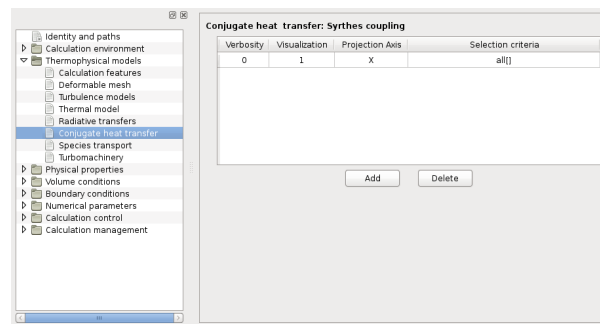 Identity and paths
Calculation environment
Thermophysical models
Calculation features
Deformable mesh
Turbulence models
Thermal model
Radiative transfers
Conjugate heat transfer
Species transport
Turbomachinery
Physical properties
Volume conditions
Boundary conditions
Numerical parameters
Calculation control
Calculation management
Conjugate heat transfer: Syrthes coupling
Verbosity Visualization Projection Axis Selection criteria
0 1 X all[]
Add Delete